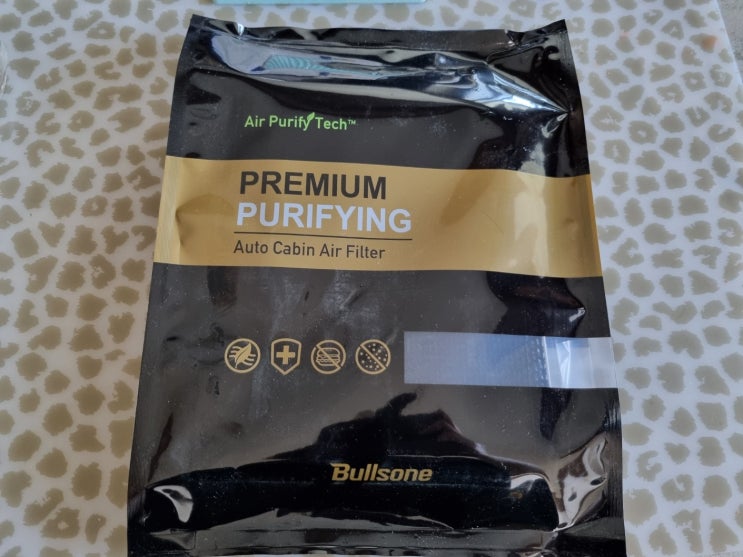 Air Purify Tech™
PREMIUM
PURIFYING
Auto Cabin Air Filter
Bullsone